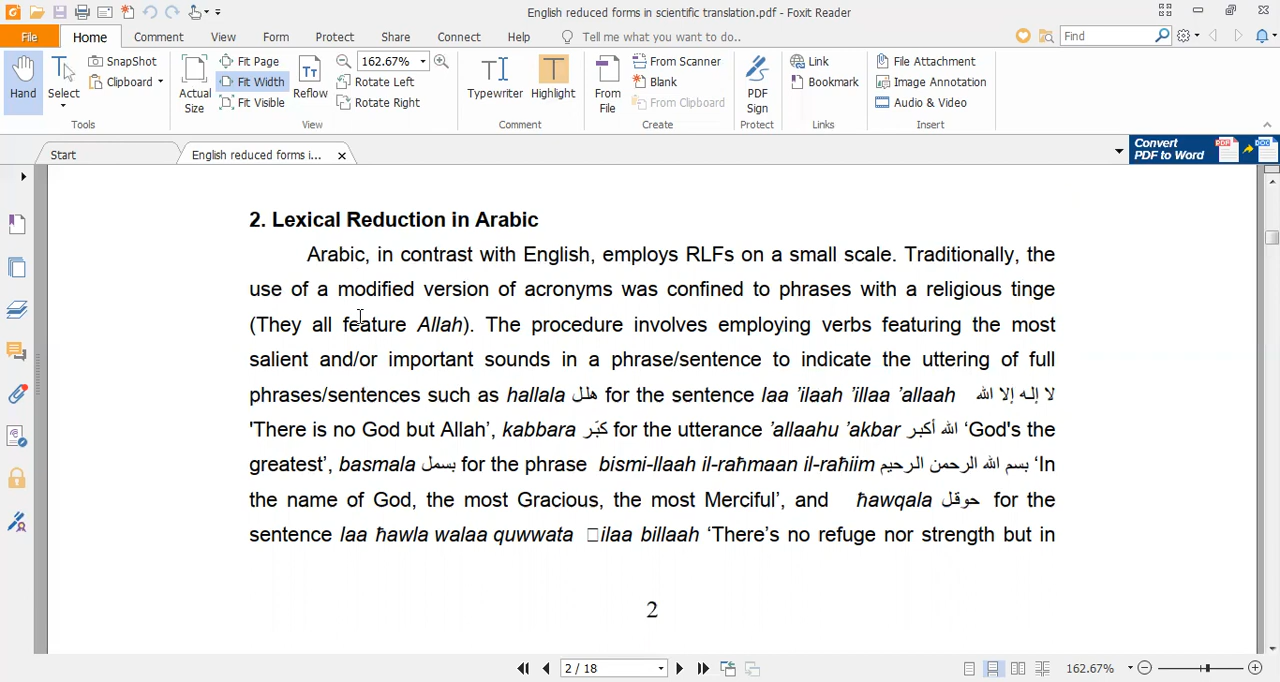 English reduced forms in scientific translation.pdf - Foxit Reader
File Home Comment View Form Protect Share Connect Help Tell me what you want to do.. Find
Hand Select SnapShot Clipboard Actual Size Fit Page Fit Width Fit Visible Reflow 162.67% Rotate Left Rotate Right Typewriter Highlight From File From Scanner Blank From Clipboard PDF Sign Link Bookmark File Attachment Image Annotation Audio & Video
Tools View Comment Create Protect Links Insert
Start English reduced forms i... Convert PDF to Word
2. Lexical Reduction in Arabic
Arabic, in contrast with English, employs RLFs on a small scale. Traditionally, the
use of a modified version of acronyms was confined to phrases with a religious tinge
(They all feature Allah). The procedure involves employing verbs featuring the most
salient and/or important sounds in a phrase/sentence to indicate the uttering of full
phrases/sentences such as hallala هلل for the sentence laa 'ilaah 'illaa 'allaah لا إله إلا الله
'There is no God but Allah', kabbara كبّر for the utterance 'allaahu 'akbar الله أكبر ‘God's the
greatest’, basmala بسمل for the phrase bismi-llaah il-raħmaan il-raħiim بسم الله الرحمن الرحيم ‘In
the name of God, the most Gracious, the most Merciful’, and ħawqala حوقل for the
sentence laa ħawla walaa quwwata □ilaa billaah ‘There’s no refuge nor strength but in
2
2 / 18 162.67%